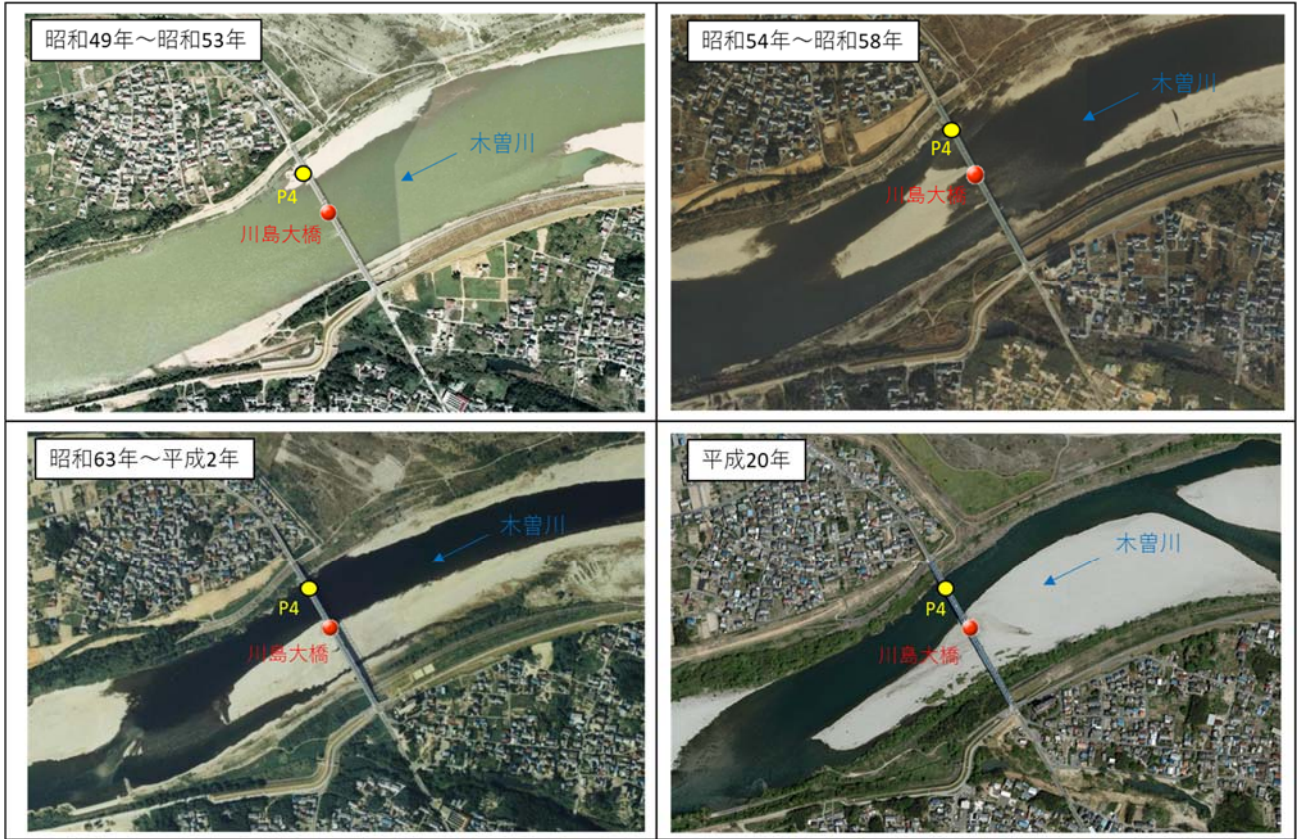 昭和49年～昭和53年
木曽川
P4
川島大橋
昭和54年～昭和58年
木曽川
P4
川島大橋
昭和63年～平成2年
木曽川
P4
川島大橋
平成20年
木曽川
P4
川島大橋